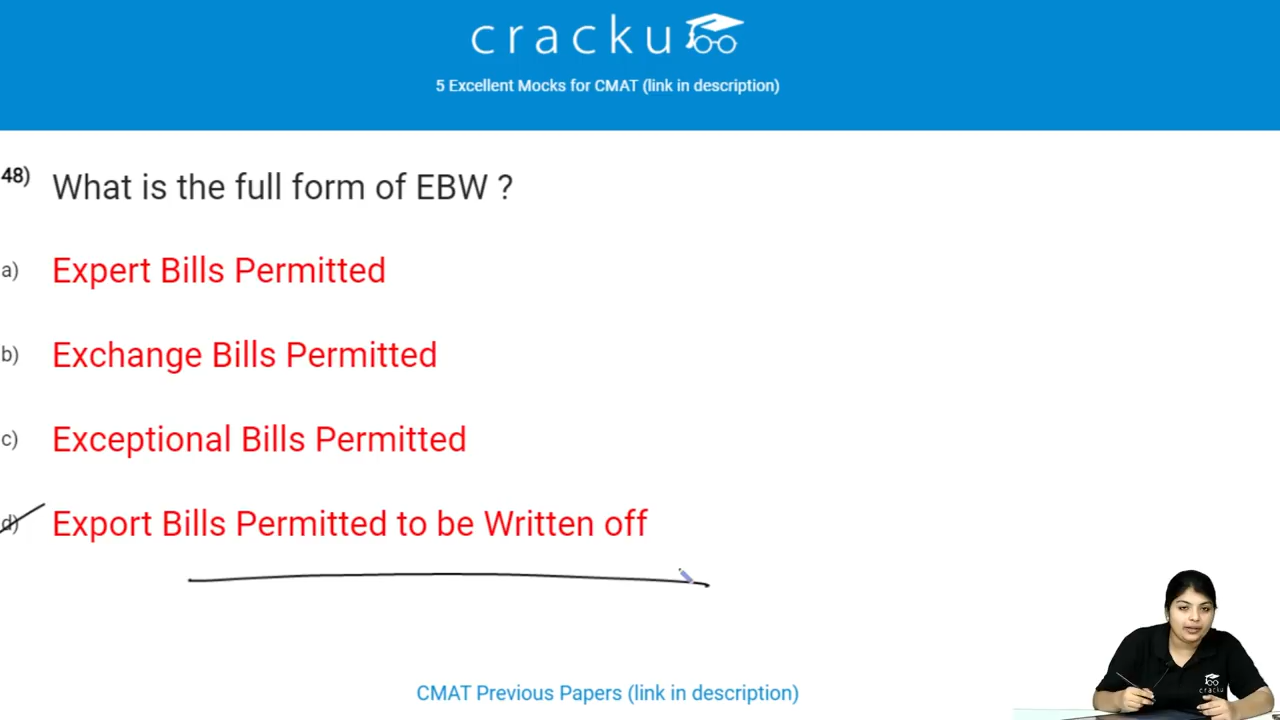 cracku
5 Excellent Mocks for CMAT (link in description)
48) What is the full form of EBW ?
a) Expert Bills Permitted
b) Exchange Bills Permitted
c) Exceptional Bills Permitted
d) Export Bills Permitted to be Written off
cracku
CMAT Previous Papers (link in description)